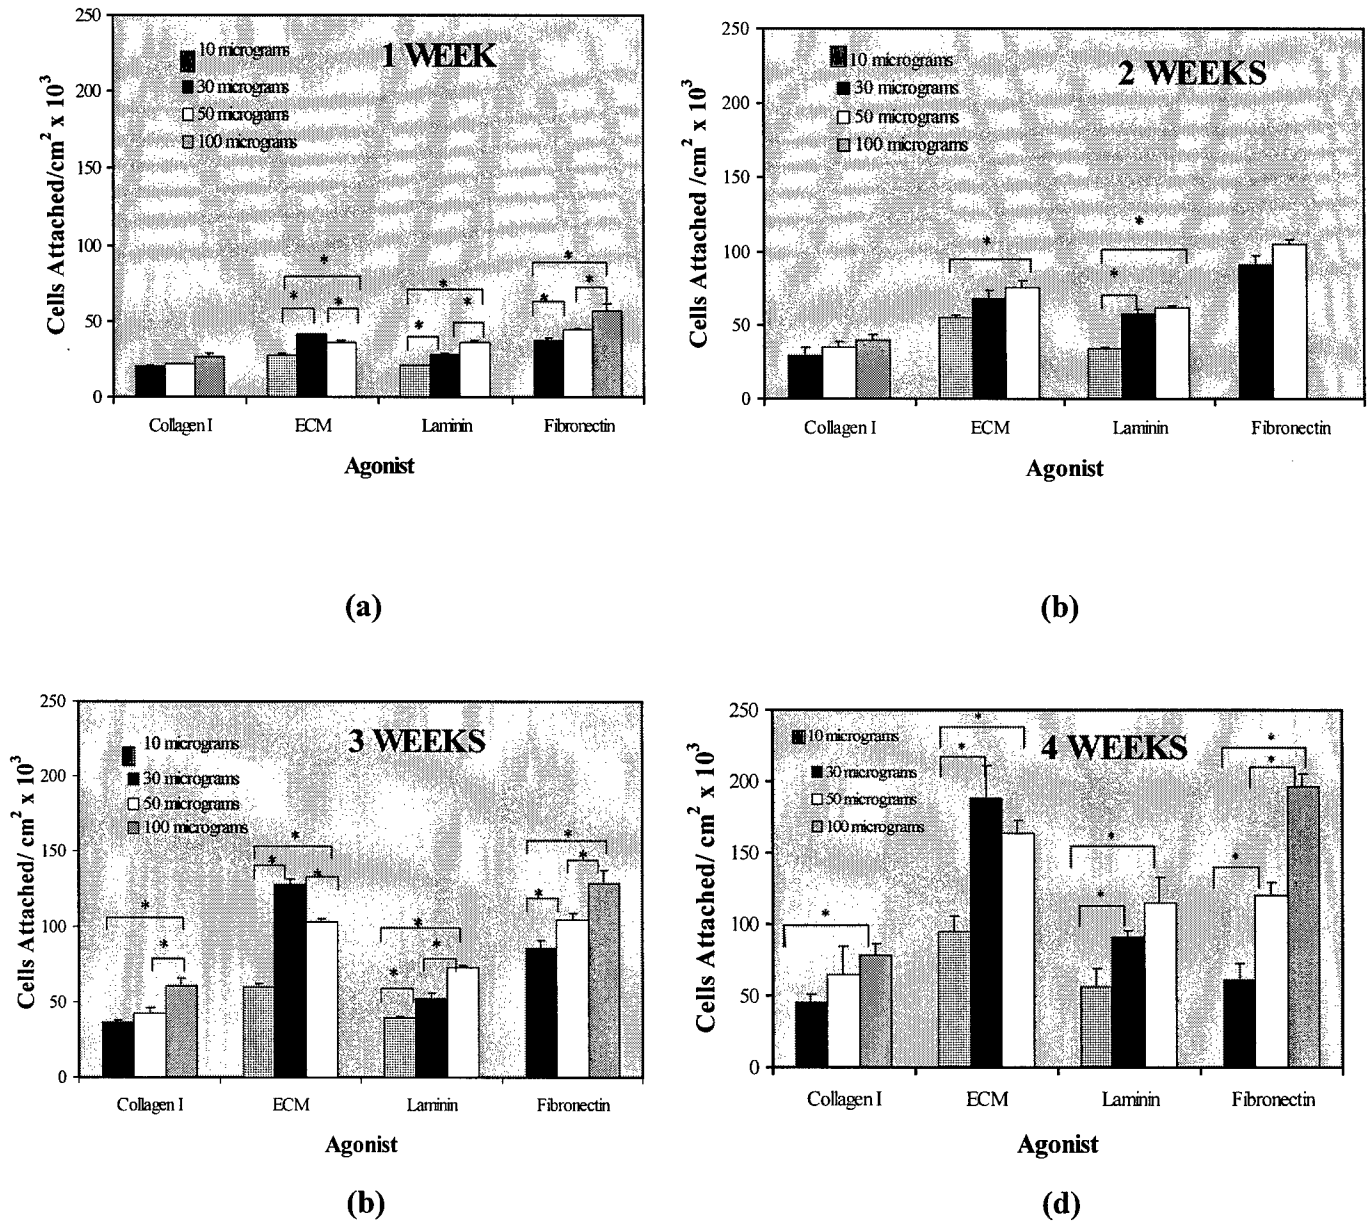 1 WEEK
10 micrograms
30 micrograms
50 micrograms
100 micrograms
Cells Attached/cm² x 10³
250
200
150
100
50
0
* * * * * * * * *
Collagen I ECM Laminin Fibronectin
Agonist
(a)
2 WEEKS
10 micrograms
30 micrograms
50 micrograms
100 micrograms
Cells Attached /cm² x 10³
250
200
150
100
50
0
* * *
Collagen I ECM Laminin Fibronectin
Agonist
(b)
3 WEEKS
10 micrograms
30 micrograms
50 micrograms
100 micrograms
Cells Attached/ cm² x 10³
250
200
150
100
50
0
* * * * * * * * * * *
Collagen I ECM Laminin Fibronectin
Agonist
(b)
4 WEEKS
10 micrograms
30 micrograms
50 micrograms
100 micrograms
Cells Attached/ cm² x 10³
250
200
150
100
50
0
* * * * * * * *
Collagen I ECM Laminin Fibronectin
Agonist
(d)